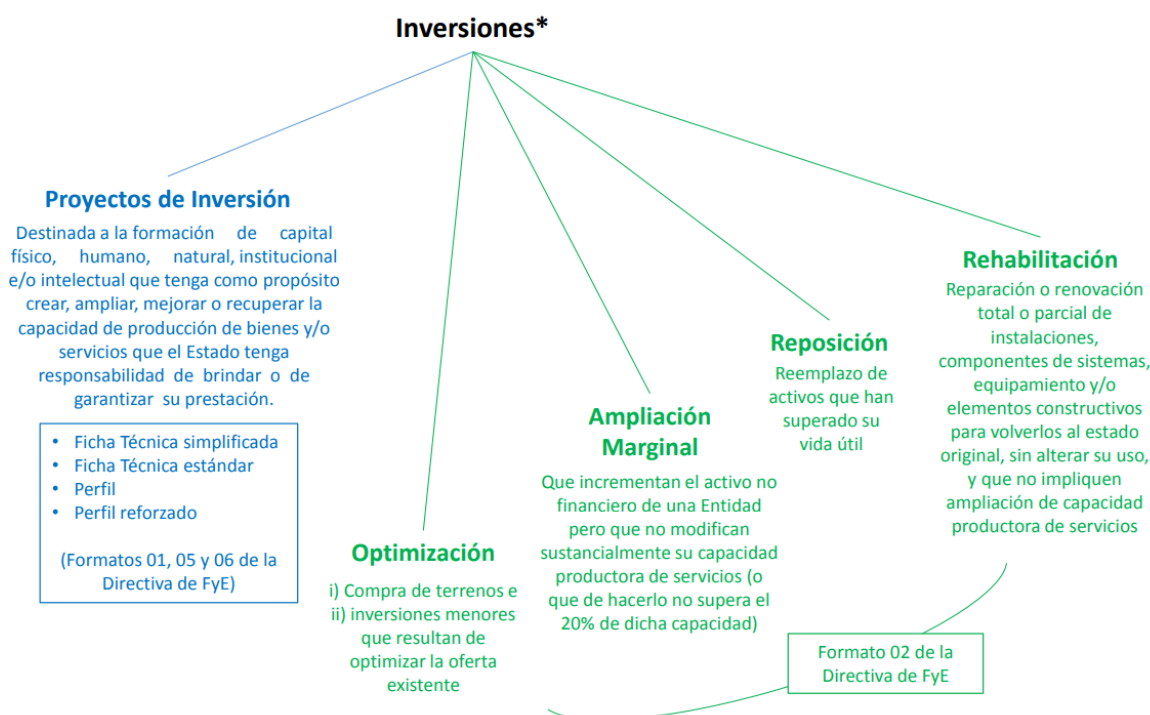 Inversiones*
Proyectos de Inversión
Destinada a la formación de capital
físico, humano, natural, institucional
e/o intelectual que tenga como propósito
crear, ampliar, mejorar o recuperar la
capacidad de producción de bienes y/o
servicios que el Estado tenga
responsabilidad de brindar o de
garantizar su prestación.
• Ficha Técnica simplificada
• Ficha Técnica estándar
• Perfil
• Perfil reforzado
(Formatos 01, 05 y 06 de la
Directiva de FyE)
Optimización
i) Compra de terrenos e
ii) inversiones menores
que resultan de
optimizar la oferta
existente
Ampliación
Marginal
Que incrementan el activo no
financiero de una Entidad
pero que no modifican
sustancialmente su capacidad
productora de servicios (o
que de hacerlo no supera el
20% de dicha capacidad)
Reposición
Reemplazo de
activos que han
superado su
vida útil
Rehabilitación
Reparación o renovación
total o parcial de
instalaciones,
componentes de sistemas,
equipamiento y/o
elementos constructivos
para volverlos al estado
original, sin alterar su uso,
y que no impliquen
ampliación de capacidad
productora de servicios
Formato 02 de la
Directiva de FyE